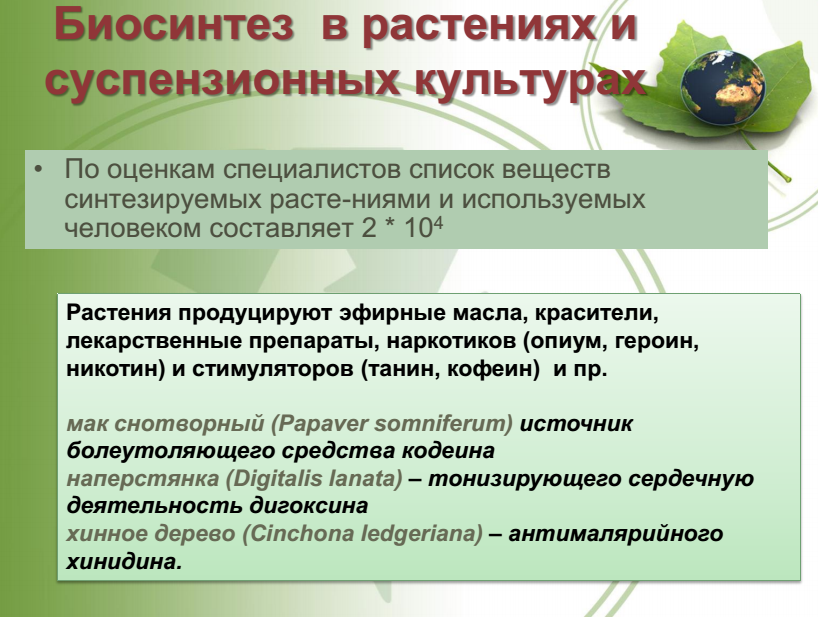 Биосинтез в растениях и
суспензионных культурах
• По оценкам специалистов список веществ
синтезируемых расте-ниями и используемых
человеком составляет 2 * 10⁴
Растения продуцируют эфирные масла, красители,
лекарственные препараты, наркотиков (опиум, героин,
никотин) и стимуляторов (танин, кофеин) и пр.
мак снотворный (Papaver somniferum) источник
болеутоляющего средства кодеина
наперстянка (Digitalis lanata) – тонизирующего сердечную
деятельность дигоксина
хинное дерево (Cinchona ledgeriana) – антималярийного
хинидина.